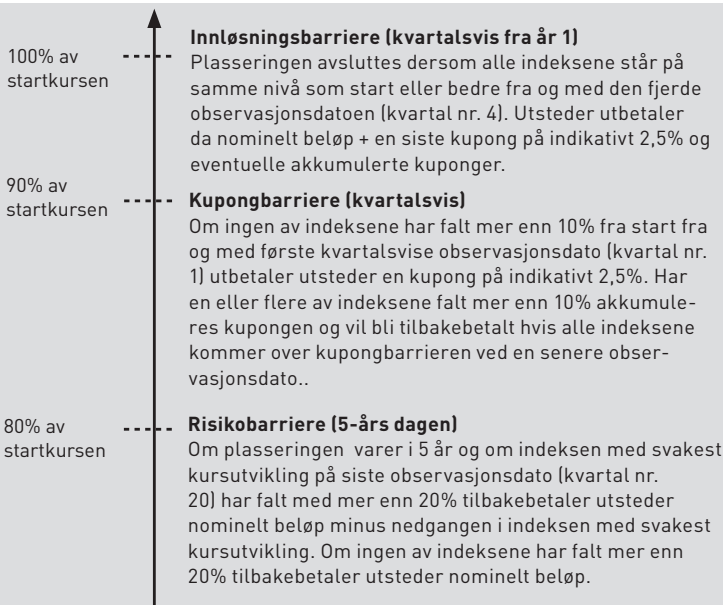 100% av
startkursen
Innløsningsbarriere (kvartalsvis fra år 1)
Plasseringen avsluttes dersom alle indeksene står på
samme nivå som start eller bedre fra og med den fjerde
observasjonsdatoen (kvartal nr. 4). Utsteder utbetaler
da nominelt beløp + en siste kupong på indikativt 2,5% og
eventuelle akkumulerte kuponger.
90% av
startkursen
Kupongbarriere (kvartalsvis)
Om ingen av indeksene har falt mer enn 10% fra start fra
og med første kvartalsvise observasjonsdato (kvartal nr.
1) utbetaler utsteder en kupong på indikativt 2,5%. Har
en eller flere av indeksene falt mer enn 10% akkumule-
res kupongen og vil bli tilbakebetalt hvis alle indeksene
kommer over kupongbarrieren ved en senere obser-
vasjonsdato..
80% av
startkursen
Risikobarriere (5-års dagen)
Om plasseringen varer i 5 år og om indeksen med svakest
kursutvikling på siste observasjonsdato (kvartal nr.
20) har falt med mer enn 20% tilbakebetaler utsteder
nominelt beløp minus nedgangen i indeksen med svakest
kursutvikling. Om ingen av indeksene har falt mer enn
20% tilbakebetaler utsteder nominelt beløp.